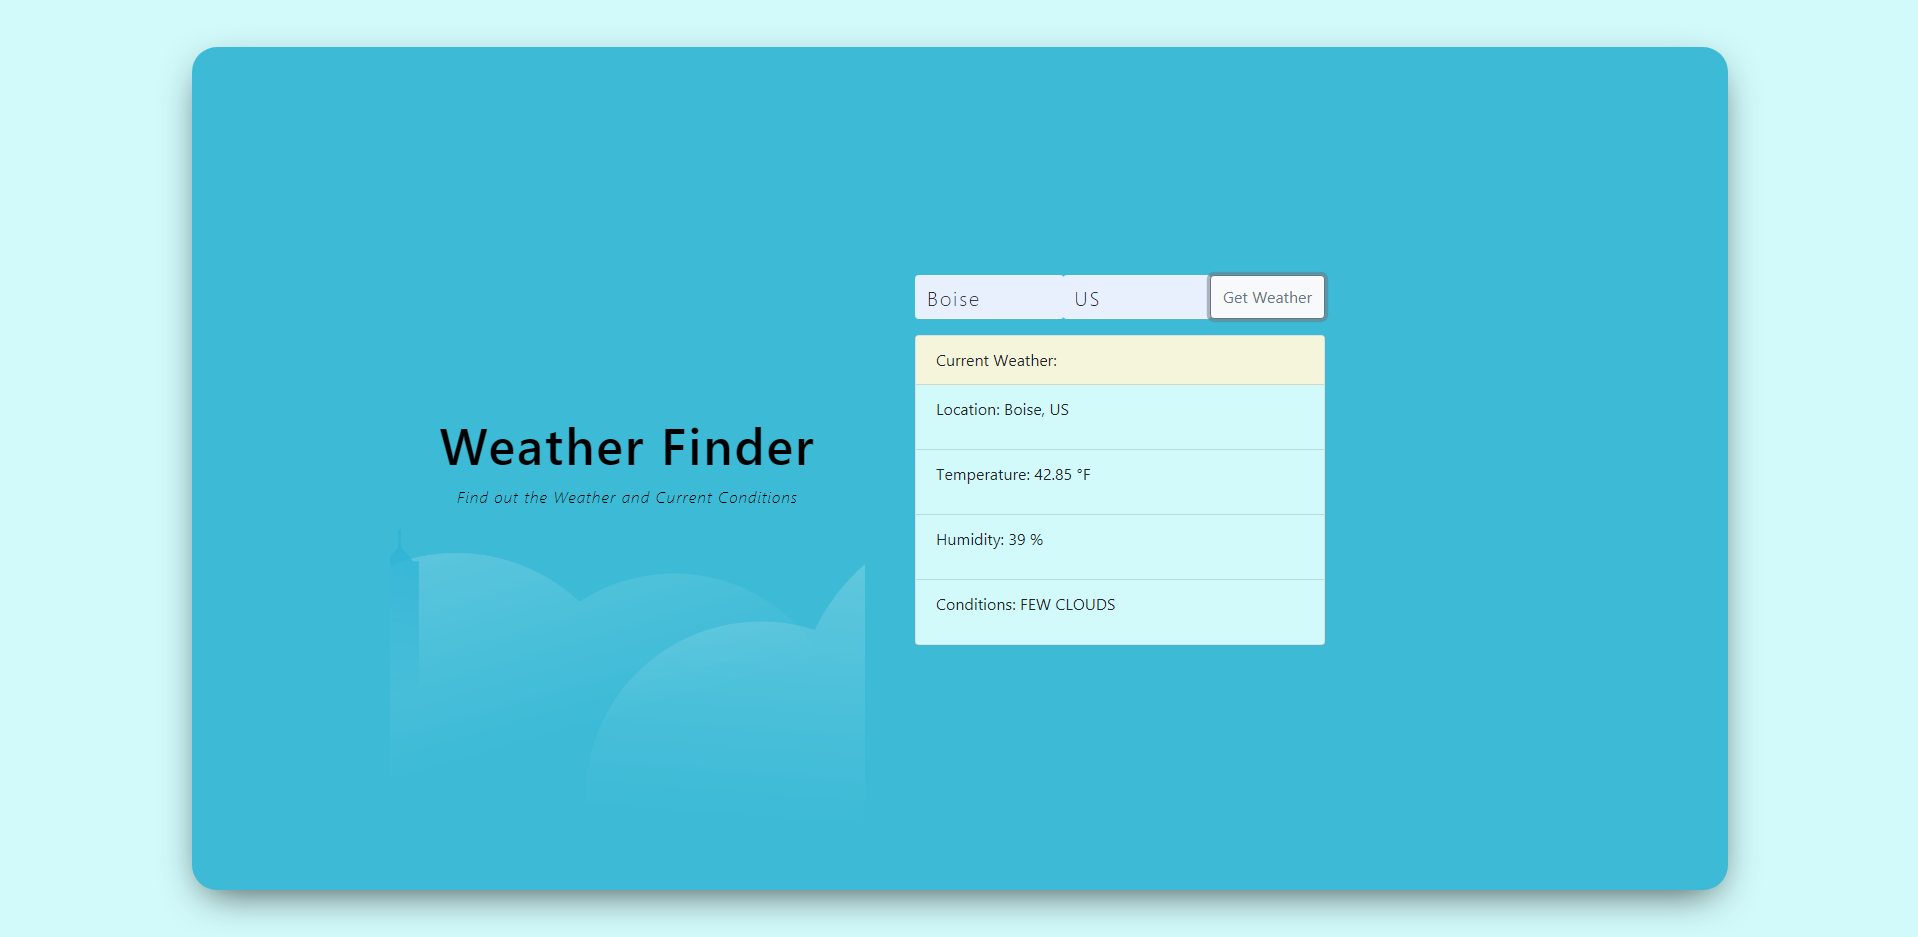 Weather Finder
Find out the Weather and Current Conditions
Boise
US
Get Weather
Current Weather:
Location: Boise, US
Temperature: 42.85 °F
Humidity: 39 %
Conditions: FEW CLOUDS